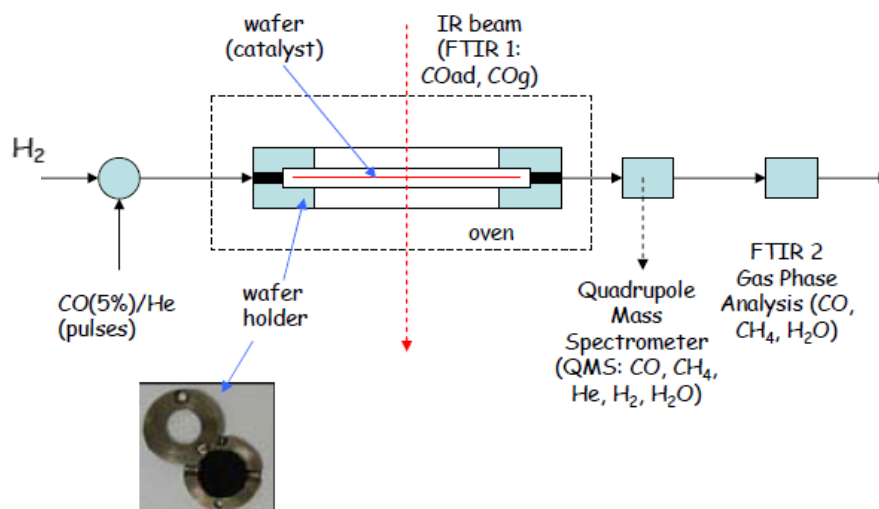 wafer
(catalyst)
IR beam
(FTIR 1:
COad, COg)
H₂
oven
CO(5%)/He
(pulses)
wafer
holder
Quadrupole
Mass
Spectrometer
(QMS: CO, CH₄,
He, H₂, H₂O)
FTIR 2
Gas Phase
Analysis (CO,
CH₄, H₂O)